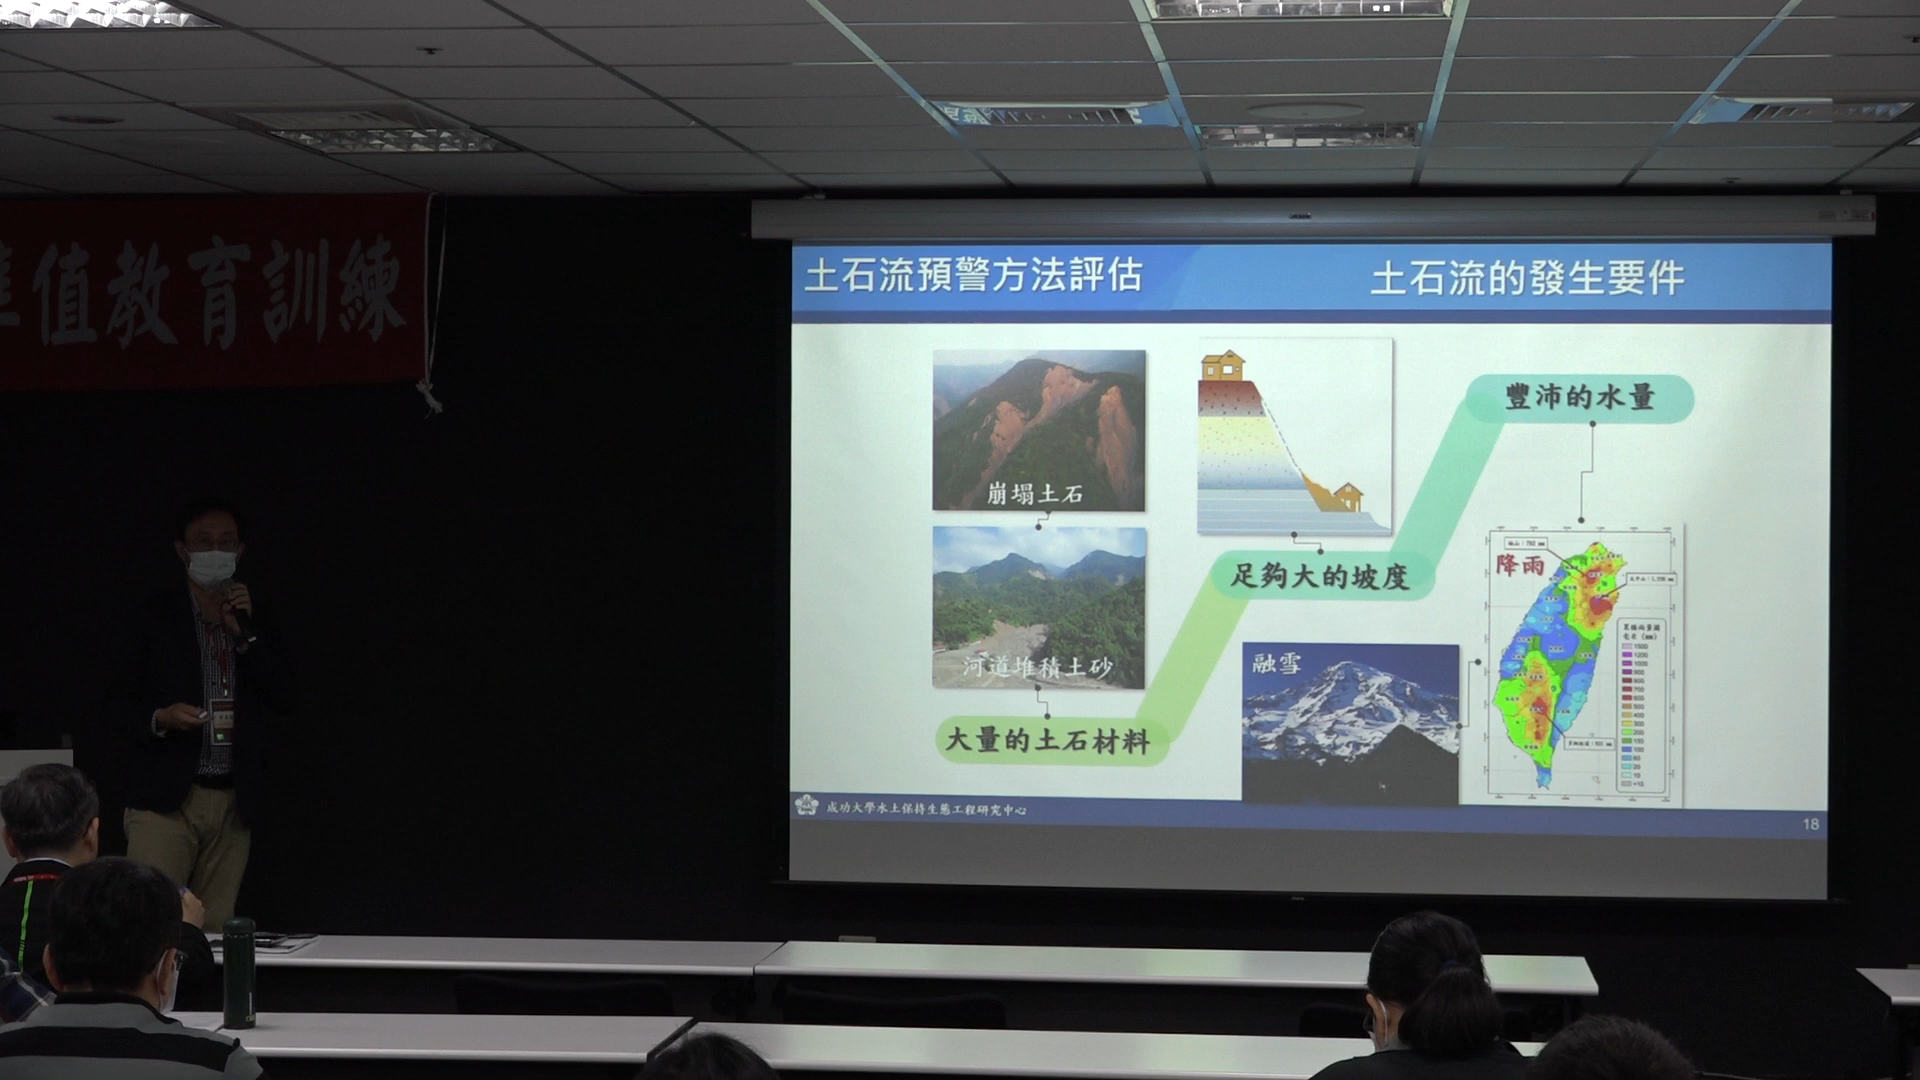 值教育訓練
土石流預警方法評估
土石流的發生要件
崩塌土石
河道堆積土砂
大量的土石材料
足夠大的坡度
豐沛的水量
融雪
降雨
成功大學水土保持生態工程研究中心
18